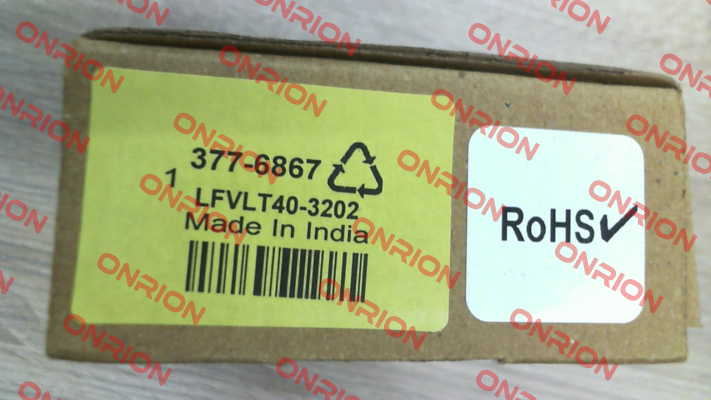 377-6867
1
LFVLT40-3202
Made In India
RoHS✓
ONRION